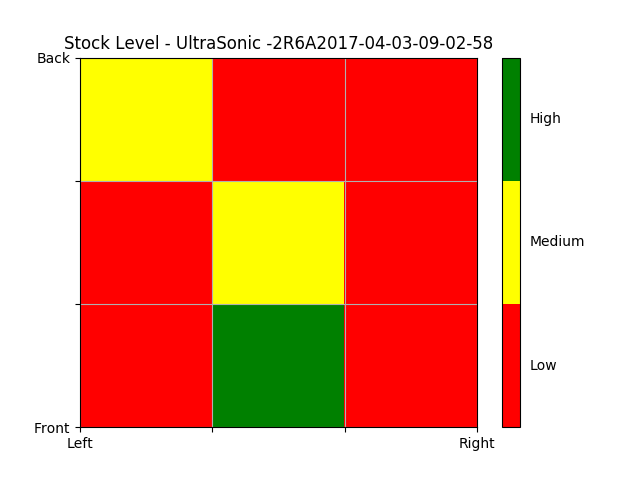 Stock Level - UltraSonic -2R6A2017-04-03-09-02-58
Back
High
Medium
Low
Front
Left
Right